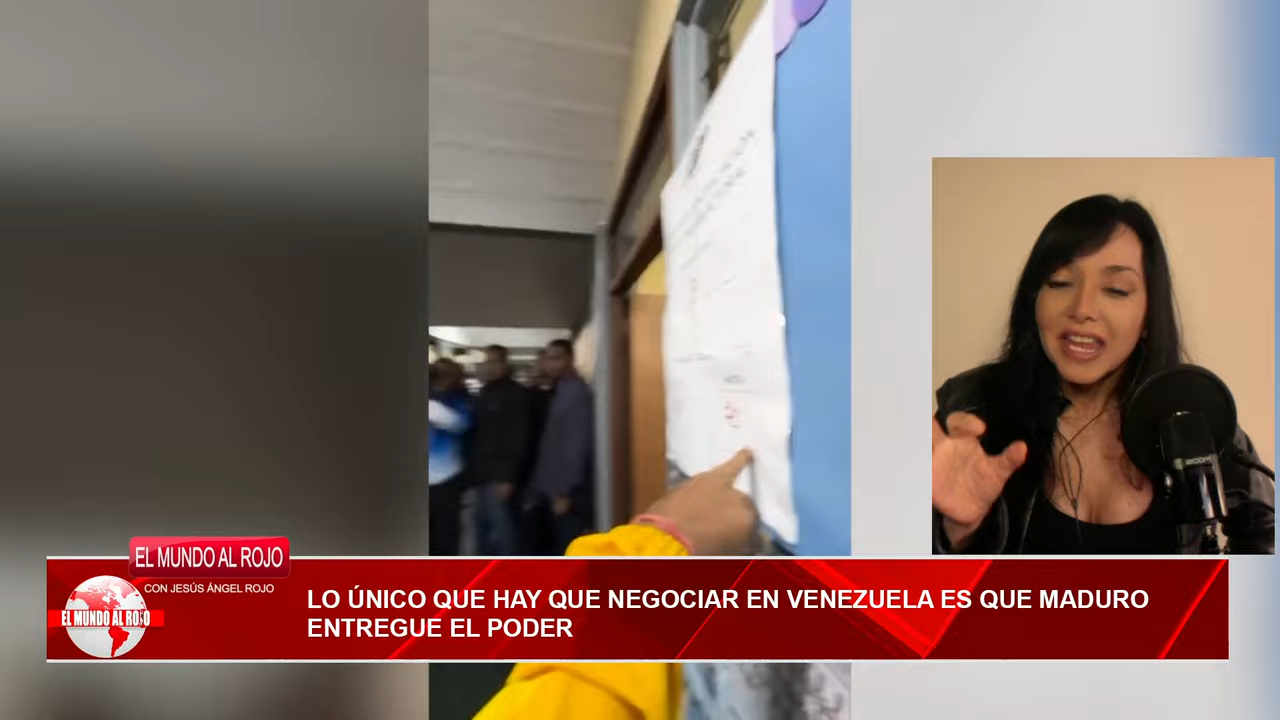 EL MUNDO AL ROJO
CON JESÚS ÁNGEL ROJO
EL MUNDO AL ROJO
LO ÚNICO QUE HAY QUE NEGOCIAR EN VENEZUELA ES QUE MADURO
ENTREGUE EL PODER